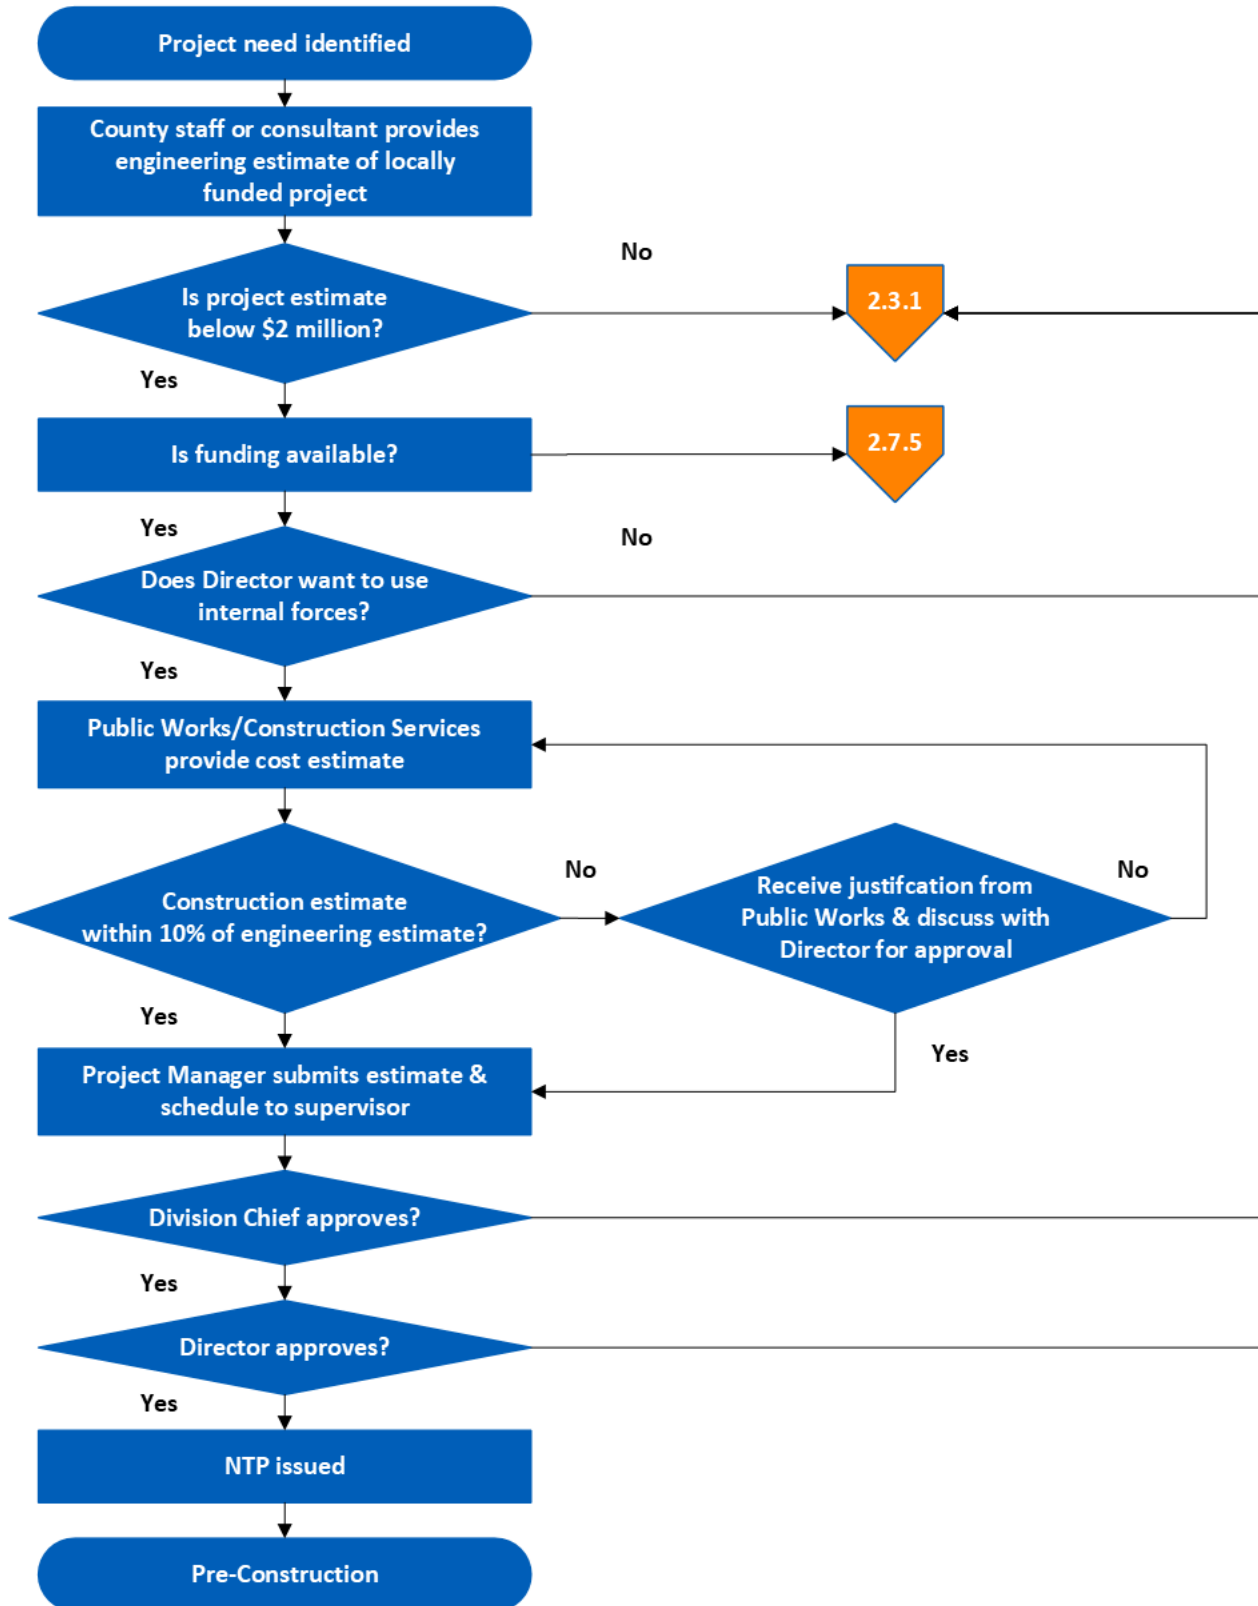 Project need identified
County staff or consultant provides
engineering estimate of locally
funded project
No
Is project estimate
below $2 million?
2.3.1
Yes
Is funding available?
2.7.5
Yes
No
Does Director want to use
internal forces?
Yes
Public Works/Construction Services
provide cost estimate
Construction estimate
within 10% of engineering estimate?
No
Receive justifcation from
Public Works & discuss with
Director for approval
No
Yes
Yes
Project Manager submits estimate &
schedule to supervisor
Division Chief approves?
Yes
Director approves?
Yes
NTP issued
Pre-Construction